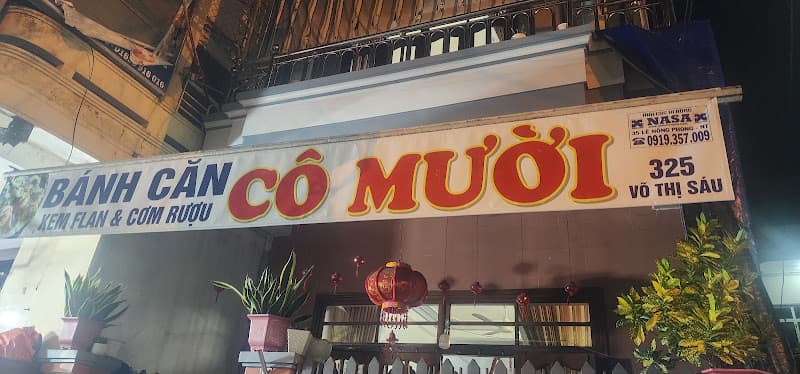 BÁNH CĂN
KEM FLAN & CƠM RƯỢU
CÔ MƯỜI
NASA
35 LÊ HỒNG PHONG - NT
☎ 0919.357.009
325
VÕ THỊ SÁU